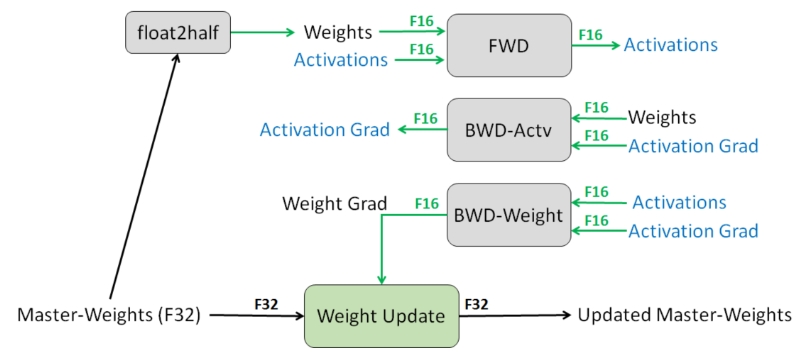 float2half
Weights
F16
FWD
F16
Activations
Activations
F16
Activation Grad
F16
BWD-Actv
F16
Weights
F16
Activation Grad
Weight Grad
F16
BWD-Weight
F16
Activations
F16
Activation Grad
Master-Weights (F32)
F32
Weight Update
F32
Updated Master-Weights